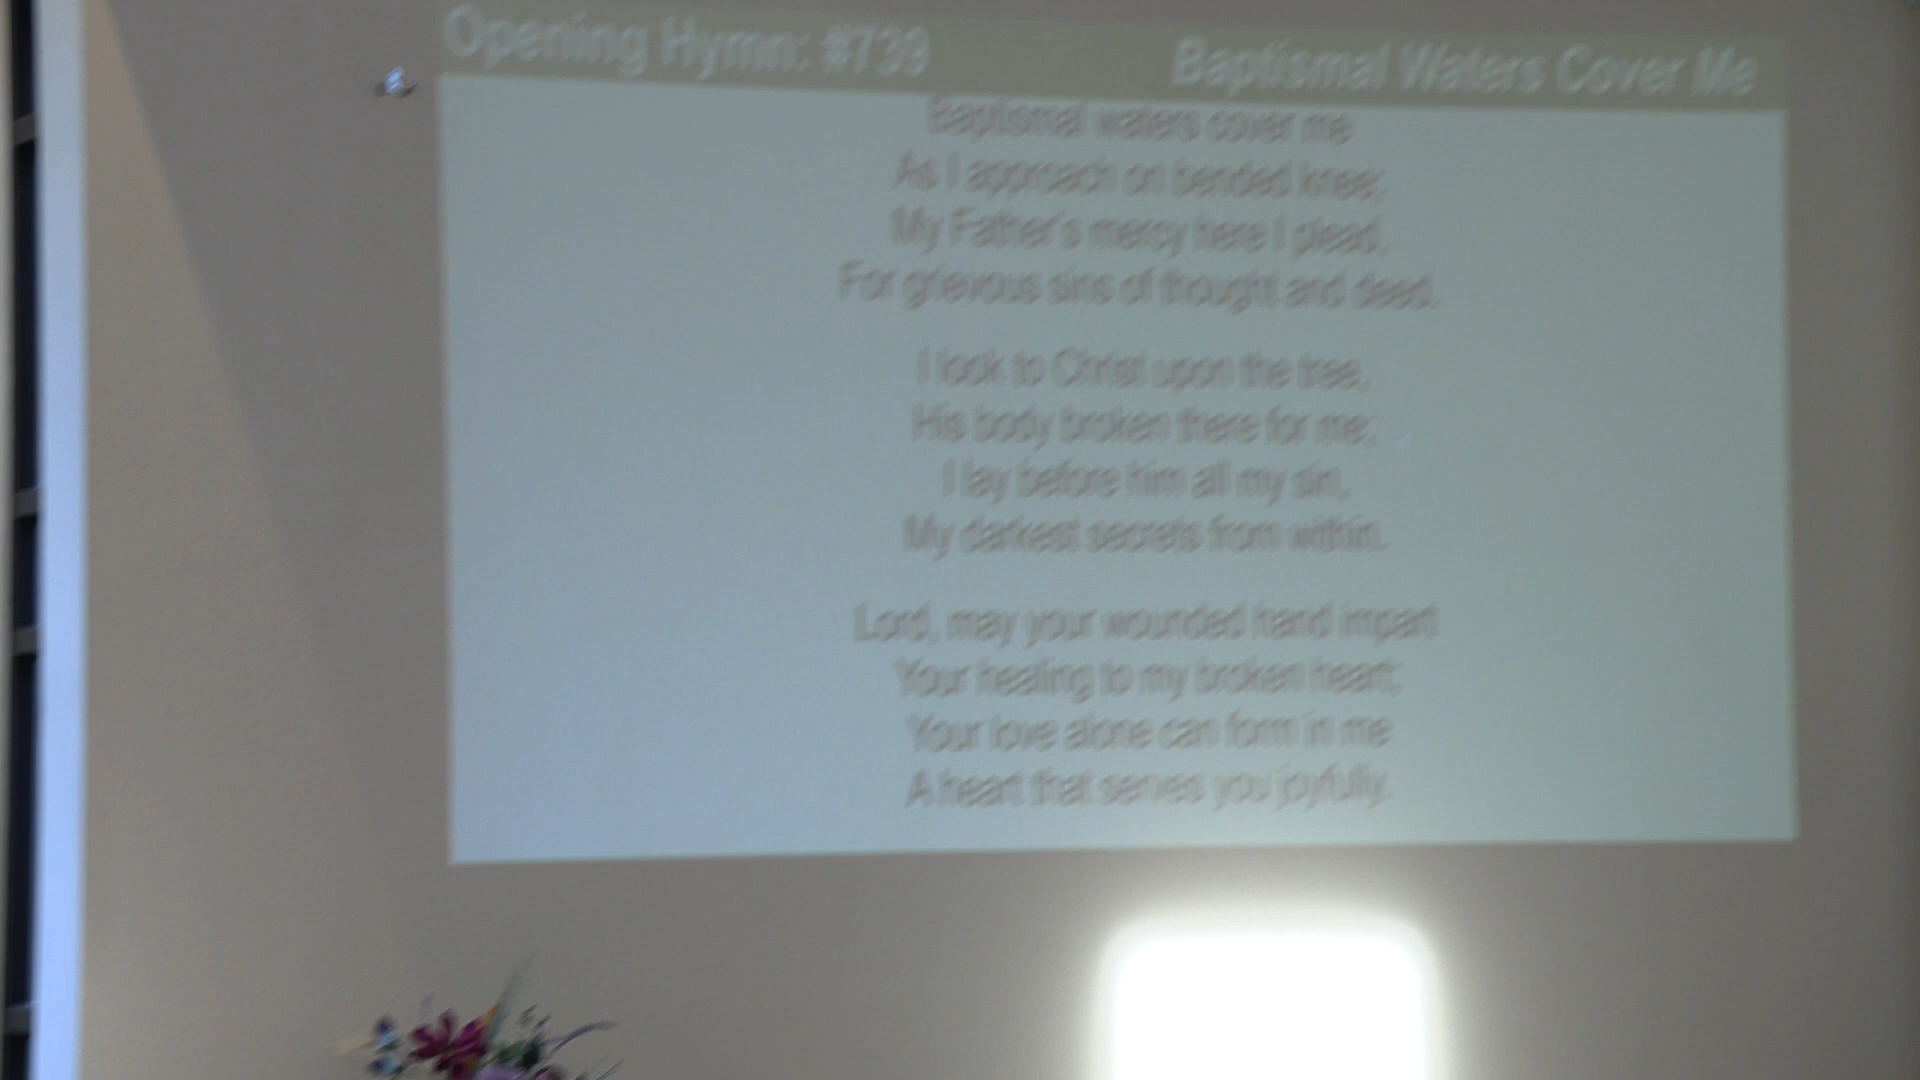 Opening Hymn: #739 Baptismal Waters Cover Me
Baptismal waters cover me
As I approach on bended knee;
My Father's mercy here I plead,
For grievous sins of thought and deed.
I look to Christ upon the tree,
His body broken there for me;
I lay before him all my sin,
My darkest secrets from within.
Lord, may your wounded hand impart
Your healing to my broken heart;
Your love alone can form in me
A heart that serves you joyfully.